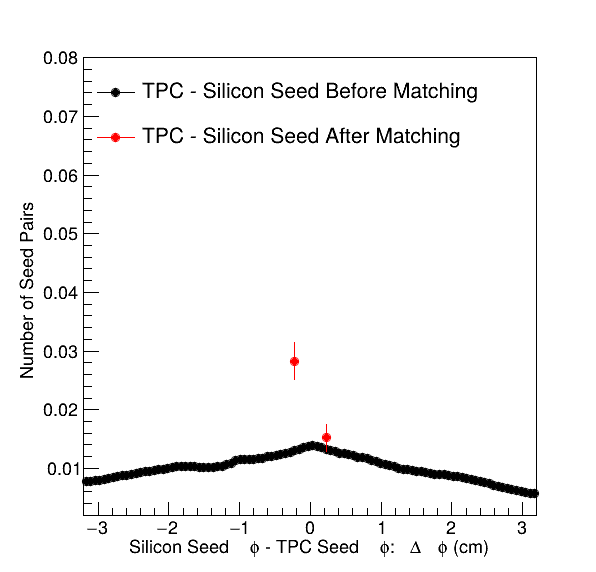 0.08
TPC - Silicon Seed Before Matching
0.07
TPC - Silicon Seed After Matching
0.06
0.05
0.04
0.03
0.02
0.01
Number of Seed Pairs
−3 −2 −1 0 1 2 3
Silicon Seed ϕ - TPC Seed ϕ: Δ ϕ (cm)